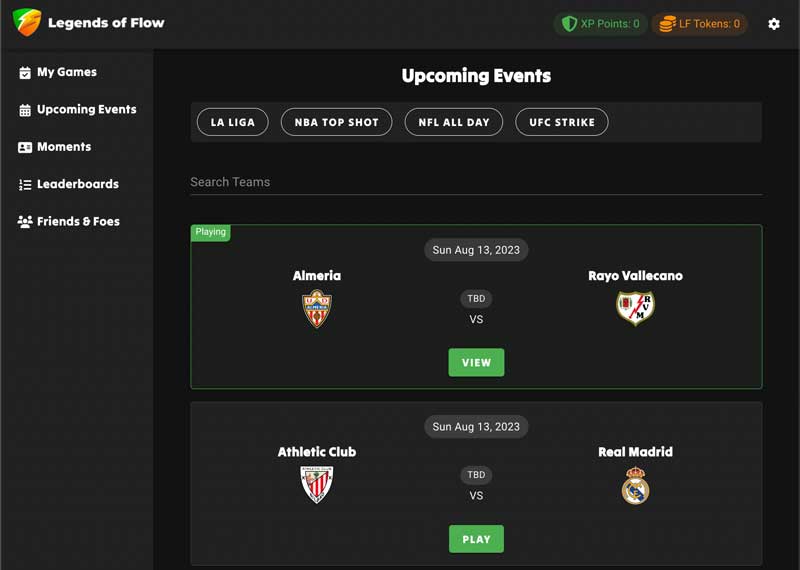 Legends of Flow
XP Points: 0
LF Tokens: 0
My Games
Upcoming Events
Moments
Leaderboards
Friends & Foes
Upcoming Events
LA LIGA
NBA TOP SHOT
NFL ALL DAY
UFC STRIKE
Search Teams
Playing
Sun Aug 13, 2023
Almeria
Rayo Vallecano
TBD
VS
VIEW
Sun Aug 13, 2023
Athletic Club
Real Madrid
TBD
VS
PLAY